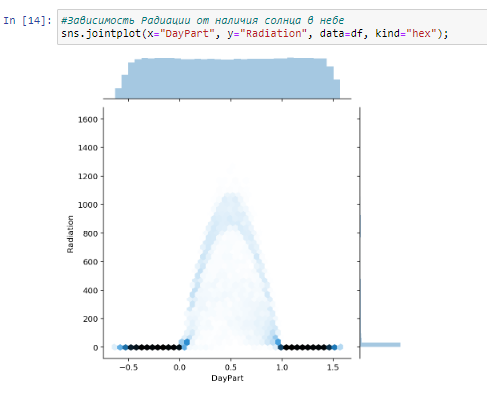 In [14]:
#Зависимость Радиации от наличия солнца в небе
sns.jointplot(x="DayPart", y="Radiation", data=df, kind="hex");
1600
1400
1200
1000
800
600
400
200
0
Radiation
−0.5 0.0 0.5 1.0 1.5
DayPart